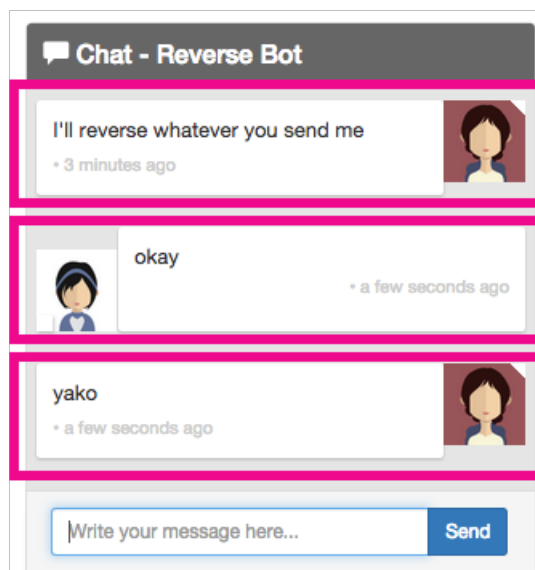 Chat - Reverse Bot
I'll reverse whatever you send me
• 3 minutes ago
okay
• a few seconds ago
yako
• a few seconds ago
Write your message here...
Send